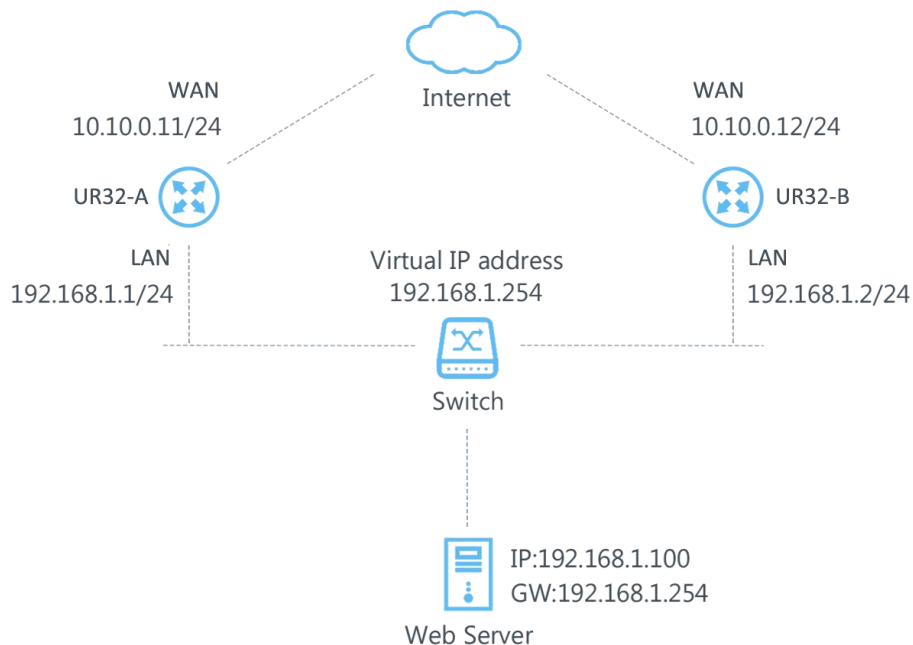 Internet
WAN
10.10.0.11/24
WAN
10.10.0.12/24
UR32-A
UR32-B
LAN
192.168.1.1/24
Virtual IP address
192.168.1.254
LAN
192.168.1.2/24
Switch
IP:192.168.1.100
GW:192.168.1.254
Web Server